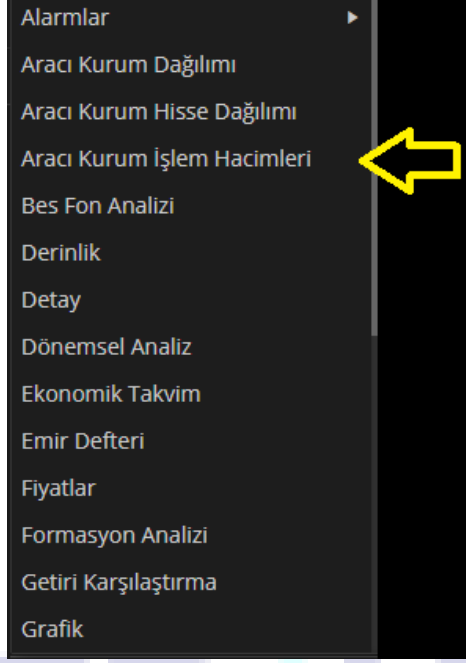 Alarmlar
Aracı Kurum Dağılımı
Aracı Kurum Hisse Dağılımı
Aracı Kurum İşlem Hacimleri
Bes Fon Analizi
Derinlik
Detay
Dönemsel Analiz
Ekonomik Takvim
Emir Defteri
Fiyatlar
Formasyon Analizi
Getiri Karşılaştırma
Grafik